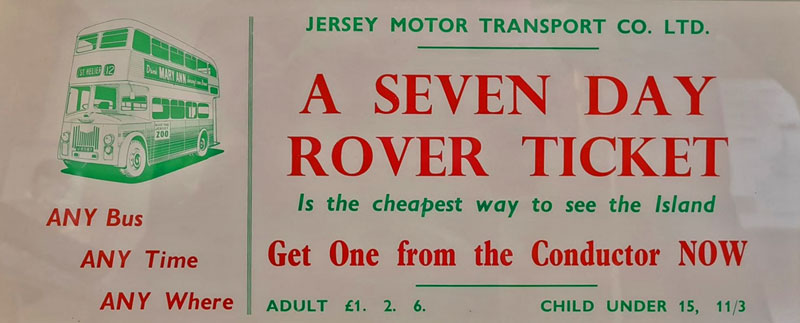 ST. HELIER 12
Drink MARY ANN
ZOO
ANY Bus
ANY Time
ANY Where
JERSEY MOTOR TRANSPORT CO. LTD.
A SEVEN DAY
ROVER TICKET
Is the cheapest way to see the Island
Get One from the Conductor NOW
ADULT £1. 2. 6. CHILD UNDER 15, 11/3